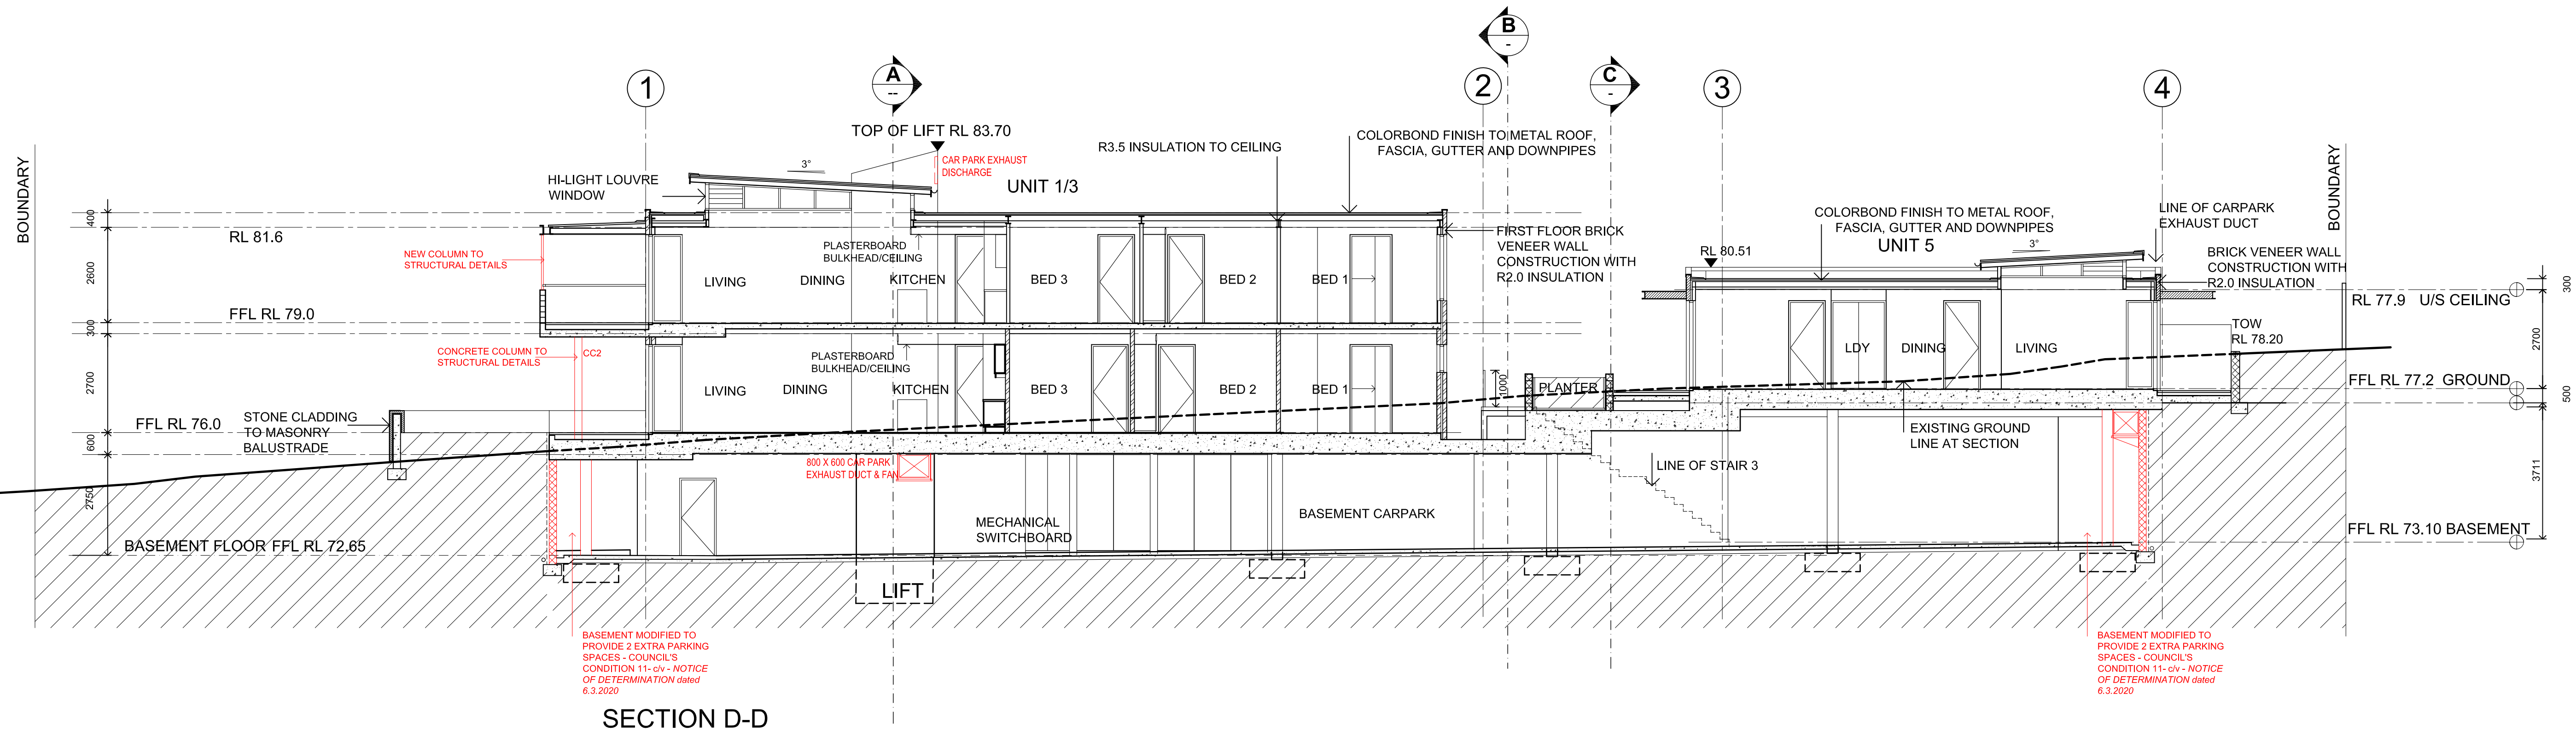 B
-
A
--
C
-
1
2
3
4
BOUNDARY
BOUNDARY
TOP OF LIFT RL 83.70
CAR PARK EXHAUST
DISCHARGE
3°
UNIT 1/3
HI-LIGHT LOUVRE
WINDOW
R3.5 INSULATION TO CEILING
COLORBOND FINISH TO METAL ROOF,
FASCIA, GUTTER AND DOWNPIPES
COLORBOND FINISH TO METAL ROOF,
FASCIA, GUTTER AND DOWNPIPES
UNIT 5
3°
RL 80.51
LINE OF CARPARK
EXHAUST DUCT
BRICK VENEER WALL
CONSTRUCTION WITH
R2.0 INSULATION
FIRST FLOOR BRICK
VENEER WALL
CONSTRUCTION WITH
R2.0 INSULATION
400
RL 81.6
2600
NEW COLUMN TO
STRUCTURAL DETAILS
PLASTERBOARD
BULKHEAD/CEILING
LIVING
DINING
KITCHEN
BED 3
BED 2
BED 1
FFL RL 79.0
300
CONCRETE COLUMN TO
STRUCTURAL DETAILS
CC2
PLASTERBOARD
BULKHEAD/CEILING
2700
LIVING
DINING
KITCHEN
BED 3
BED 2
BED 1
1000
PLANTER
LDY
DINING
LIVING
TOW
RL 78.20
300
RL 77.9 U/S CEILING
2700
FFL RL 77.2 GROUND
500
FFL RL 76.0
STONE CLADDING
TO MASONRY
BALUSTRADE
600
EXISTING GROUND
LINE AT SECTION
800 X 600 CAR PARK
EXHAUST DUCT & FAN
LINE OF STAIR 3
3711
2750
MECHANICAL
SWITCHBOARD
BASEMENT CARPARK
FFL RL 73.10 BASEMENT
BASEMENT FLOOR FFL RL 72.65
LIFT
BASEMENT MODIFIED TO
PROVIDE 2 EXTRA PARKING
SPACES - COUNCIL'S
CONDITION 11- c/v - NOTICE
OF DETERMINATION dated
6.3.2020
BASEMENT MODIFIED TO
PROVIDE 2 EXTRA PARKING
SPACES - COUNCIL'S
CONDITION 11- c/v - NOTICE
OF DETERMINATION dated
6.3.2020
SECTION D-D